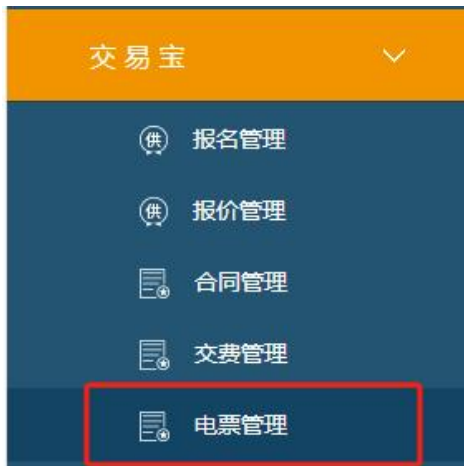 交易宝
供 报名管理
供 报价管理
合同管理
交费管理
电票管理